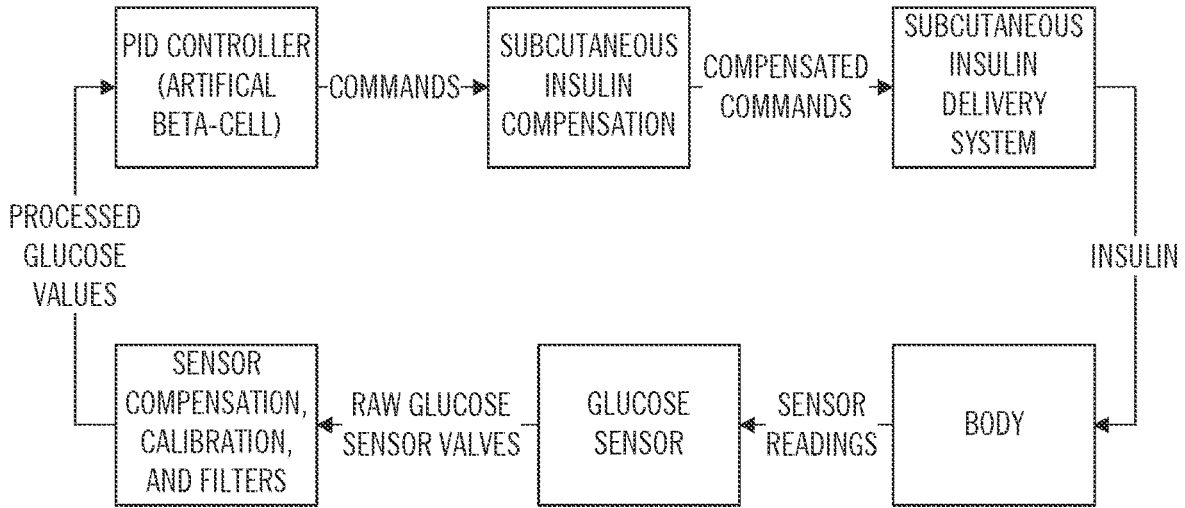 PID CONTROLLER
(ARTIFICAL
BETA-CELL)
COMMANDS
SUBCUTANEOUS
INSULIN
COMPENSATION
COMPENSATED
COMMANDS
SUBCUTANEOUS
INSULIN
DELIVERY
SYSTEM
PROCESSED
GLUCOSE
VALUES
INSULIN
SENSOR
COMPENSATION,
CALIBRATION,
AND FILTERS
RAW GLUCOSE
SENSOR VALVES
GLUCOSE
SENSOR
SENSOR
READINGS
BODY